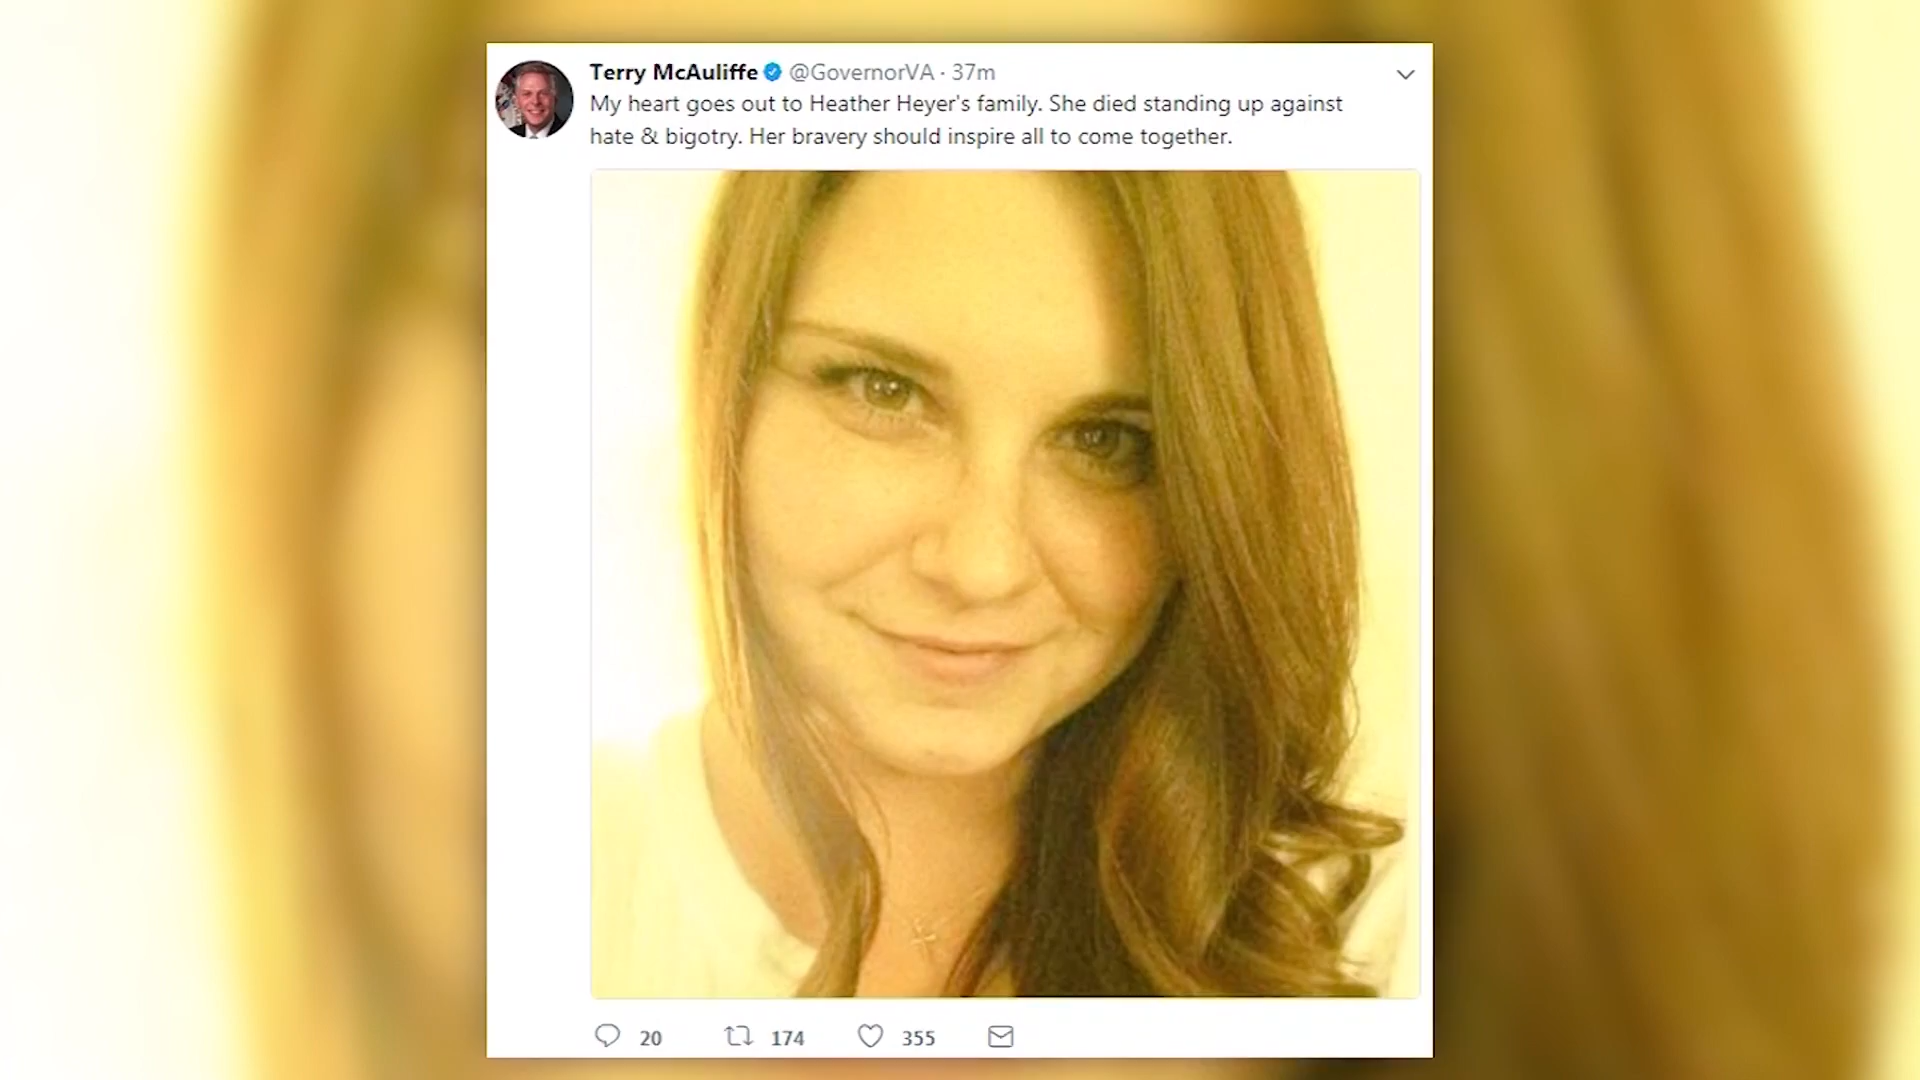 Terry McAuliffe @GovernorVA · 37m
My heart goes out to Heather Heyer's family. She died standing up against
hate & bigotry. Her bravery should inspire all to come together.
20 174 355